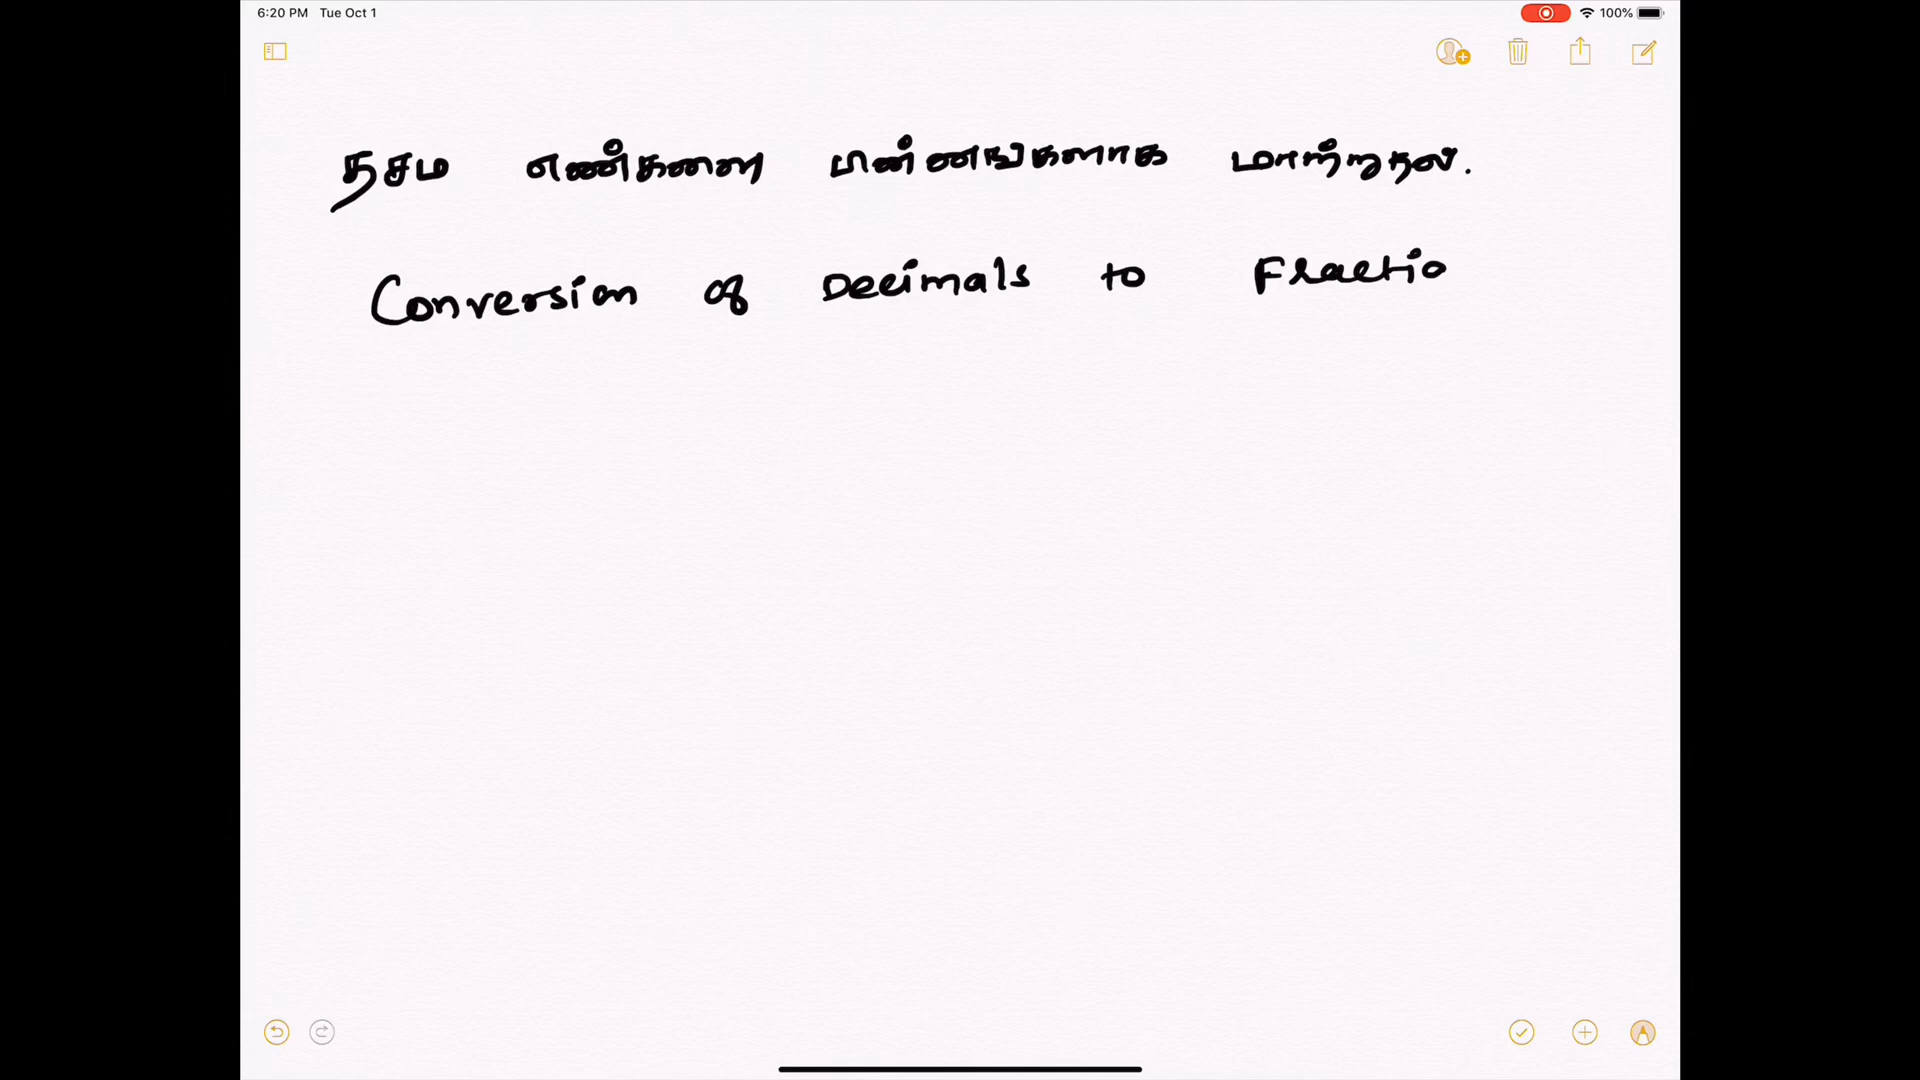 6:20 PM Tue Oct 1 100%
தசம எண்களை பின்னங்களாக மாற்றுதல்.
Conversion of Decimals to Fractio